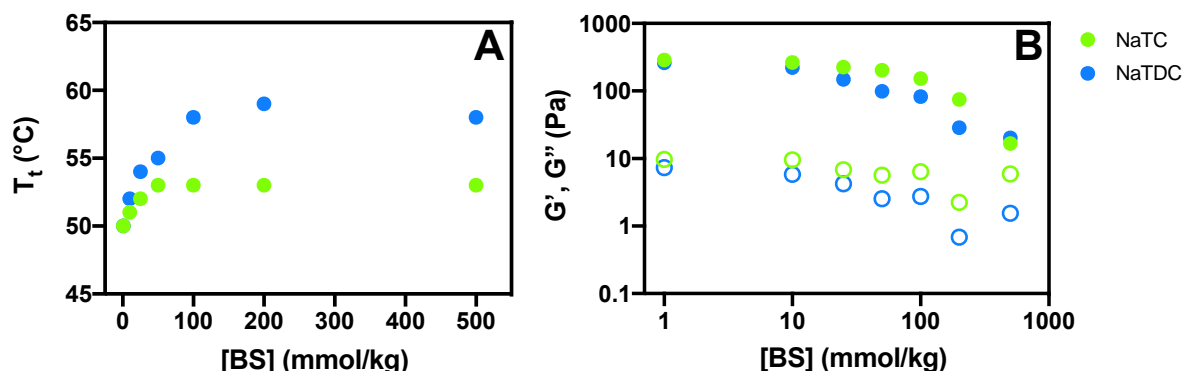 A
65
60
55
50
45
Tt (°C)
0 100 200 300 400 500
[BS] (mmol/kg)
B
1000
100
10
1
0.1
G’, G” (Pa)
1 10 100 1000
[BS] (mmol/kg)
NaTC
NaTDC